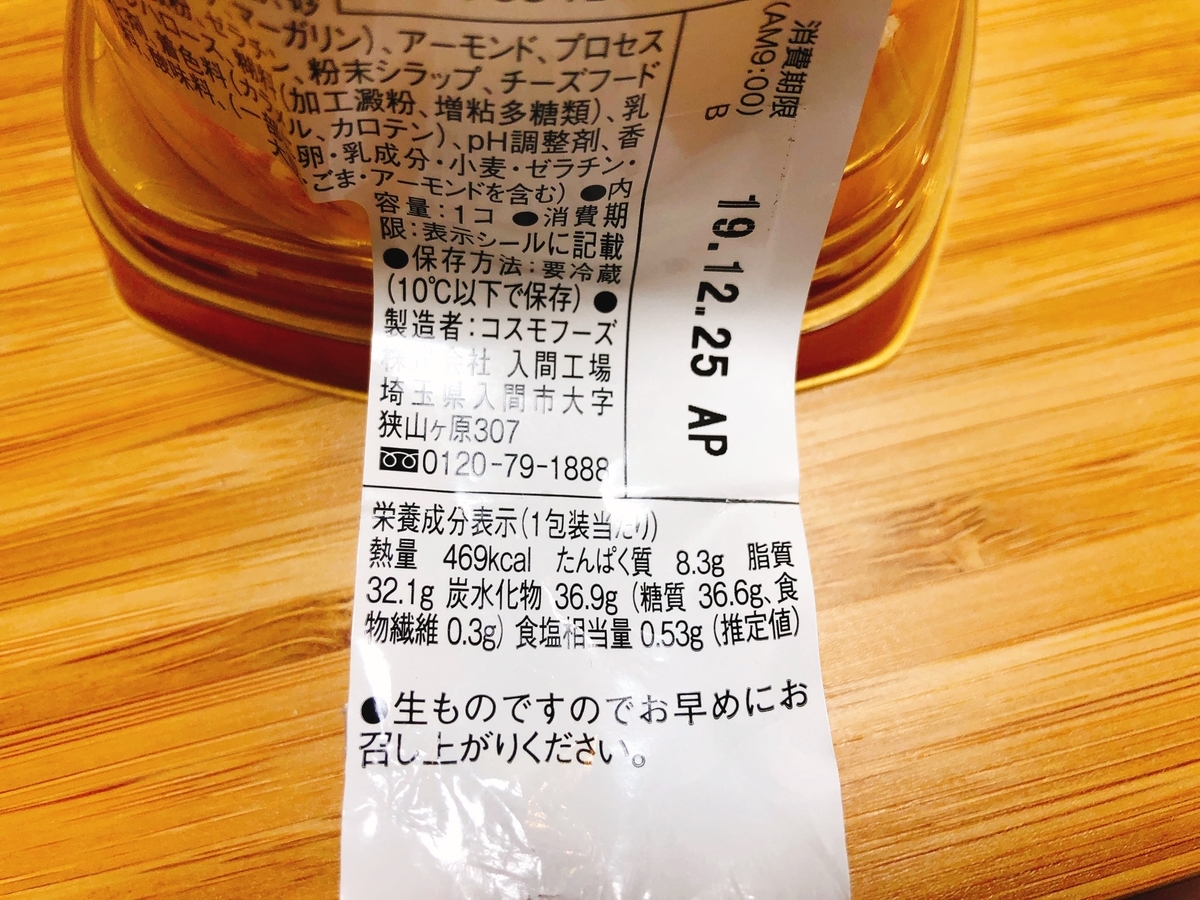 マーガリン)、アーモンド、プロセス
粉末シラップ、チーズフード
(加工澱粉、増粘多糖類)、乳
カロテン)、pH調整剤、香
卵・乳成分・小麦・ゼラチン・
ごま・アーモンドを含む) ●内
容量:1コ ●消費期
限:表示シールに記載
●保存方法:要冷蔵
(10℃以下で保存) ●
製造者:コスモフーズ
株式会社 入間工場
埼玉県入間市大字
狭山ヶ原307
0120-79-1888
消費期限
(AM9:00)
B
19.12.25 AP
栄養成分表示(1包装当たり)
熱量 469kcal たんぱく質 8.3g 脂質
32.1g 炭水化物 36.9g (糖質 36.6g、食
物繊維 0.3g) 食塩相当量 0.53g (推定値)
●生ものですのでお早めにお
召し上がりください。